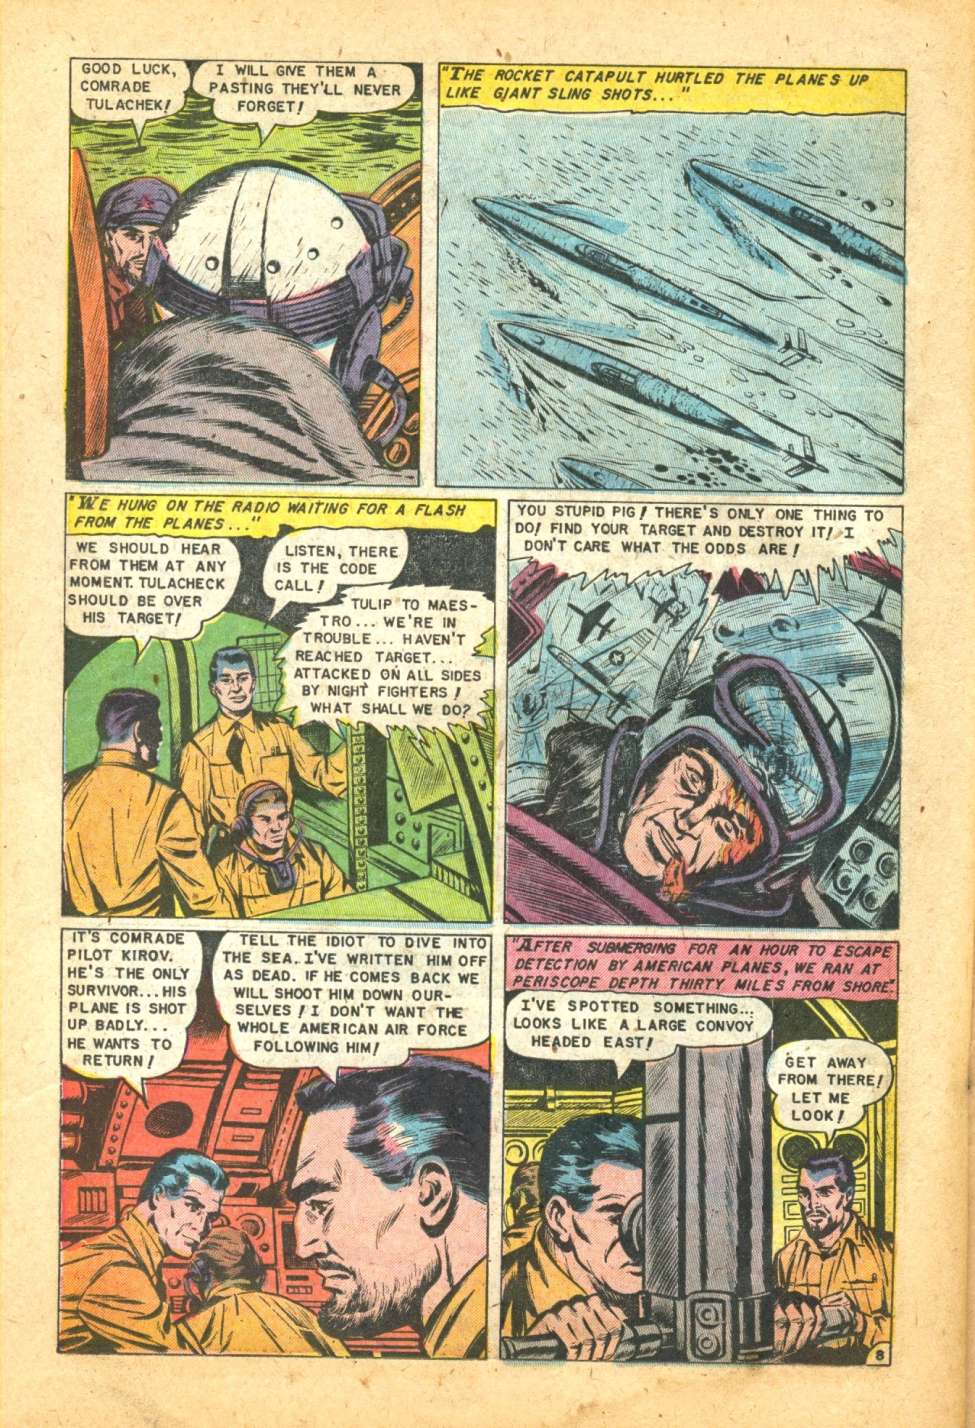 GOOD LUCK,
COMRADE
TULACHEK!
I WILL GIVE THEM A
PASTING THEY'LL NEVER
FORGET!
"THE ROCKET CATAPULT HURTLED THE PLANES UP
LIKE GIANT SLING SHOTS..."
"WE HUNG ON THE RADIO WAITING FOR A FLASH
FROM THE PLANES..."
WE SHOULD HEAR
FROM THEM AT ANY
MOMENT. TULACHECK
SHOULD BE OVER
HIS TARGET!
LISTEN, THERE
IS THE CODE
CALL!
TULIP TO MAES-
TRO... WE'RE IN
TROUBLE... HAVEN'T
REACHED TARGET...
ATTACKED ON ALL SIDES
BY NIGHT FIGHTERS!
WHAT SHALL WE DO?
YOU STUPID PIG! THERE'S ONLY ONE THING TO
DO! FIND YOUR TARGET AND DESTROY IT! I
DON'T CARE WHAT THE ODDS ARE!
IT'S COMRADE
PILOT KIROV.
HE'S THE ONLY
SURVIVOR... HIS
PLANE IS SHOT
UP BADLY...
HE WANTS TO
RETURN!
TELL THE IDIOT TO DIVE INTO
THE SEA. I'VE WRITTEN HIM OFF
AS DEAD. IF HE COMES BACK WE
WILL SHOOT HIM DOWN OUR-
SELVES! I DON'T WANT THE
WHOLE AMERICAN AIR FORCE
FOLLOWING HIM!
"AFTER SUBMERGING FOR AN HOUR TO ESCAPE
DETECTION BY AMERICAN PLANES, WE RAN AT
PERISCOPE DEPTH THIRTY MILES FROM SHORE."
I'VE SPOTTED SOMETHING...
LOOKS LIKE A LARGE CONVOY
HEADED EAST!
GET AWAY
FROM THERE!
LET ME
LOOK!
8